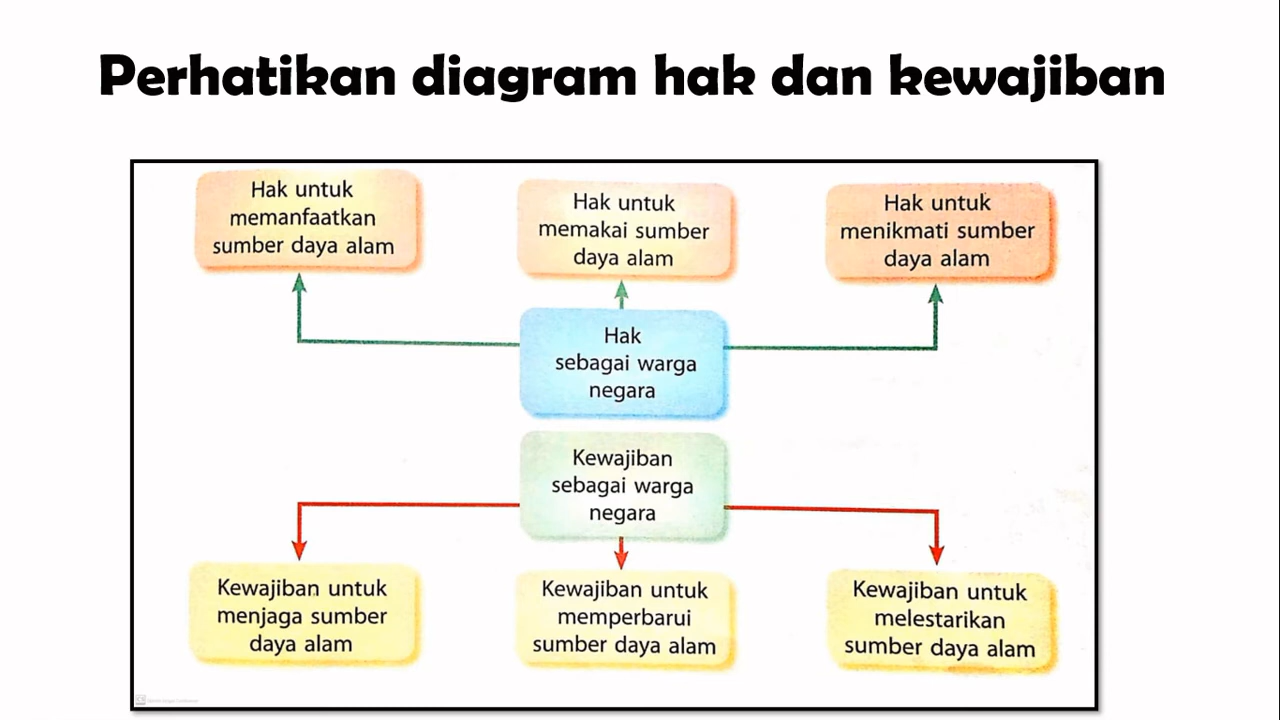 Perhatikan diagram hak dan kewajiban
Hak untuk
memanfaatkan
sumber daya alam
Hak untuk
memakai sumber
daya alam
Hak untuk
menikmati sumber
daya alam
Hak
sebagai warga
negara
Kewajiban
sebagai warga
negara
Kewajiban untuk
menjaga sumber
daya alam
Kewajiban untuk
memperbarui
sumber daya alam
Kewajiban untuk
melestarikan
sumber daya alam